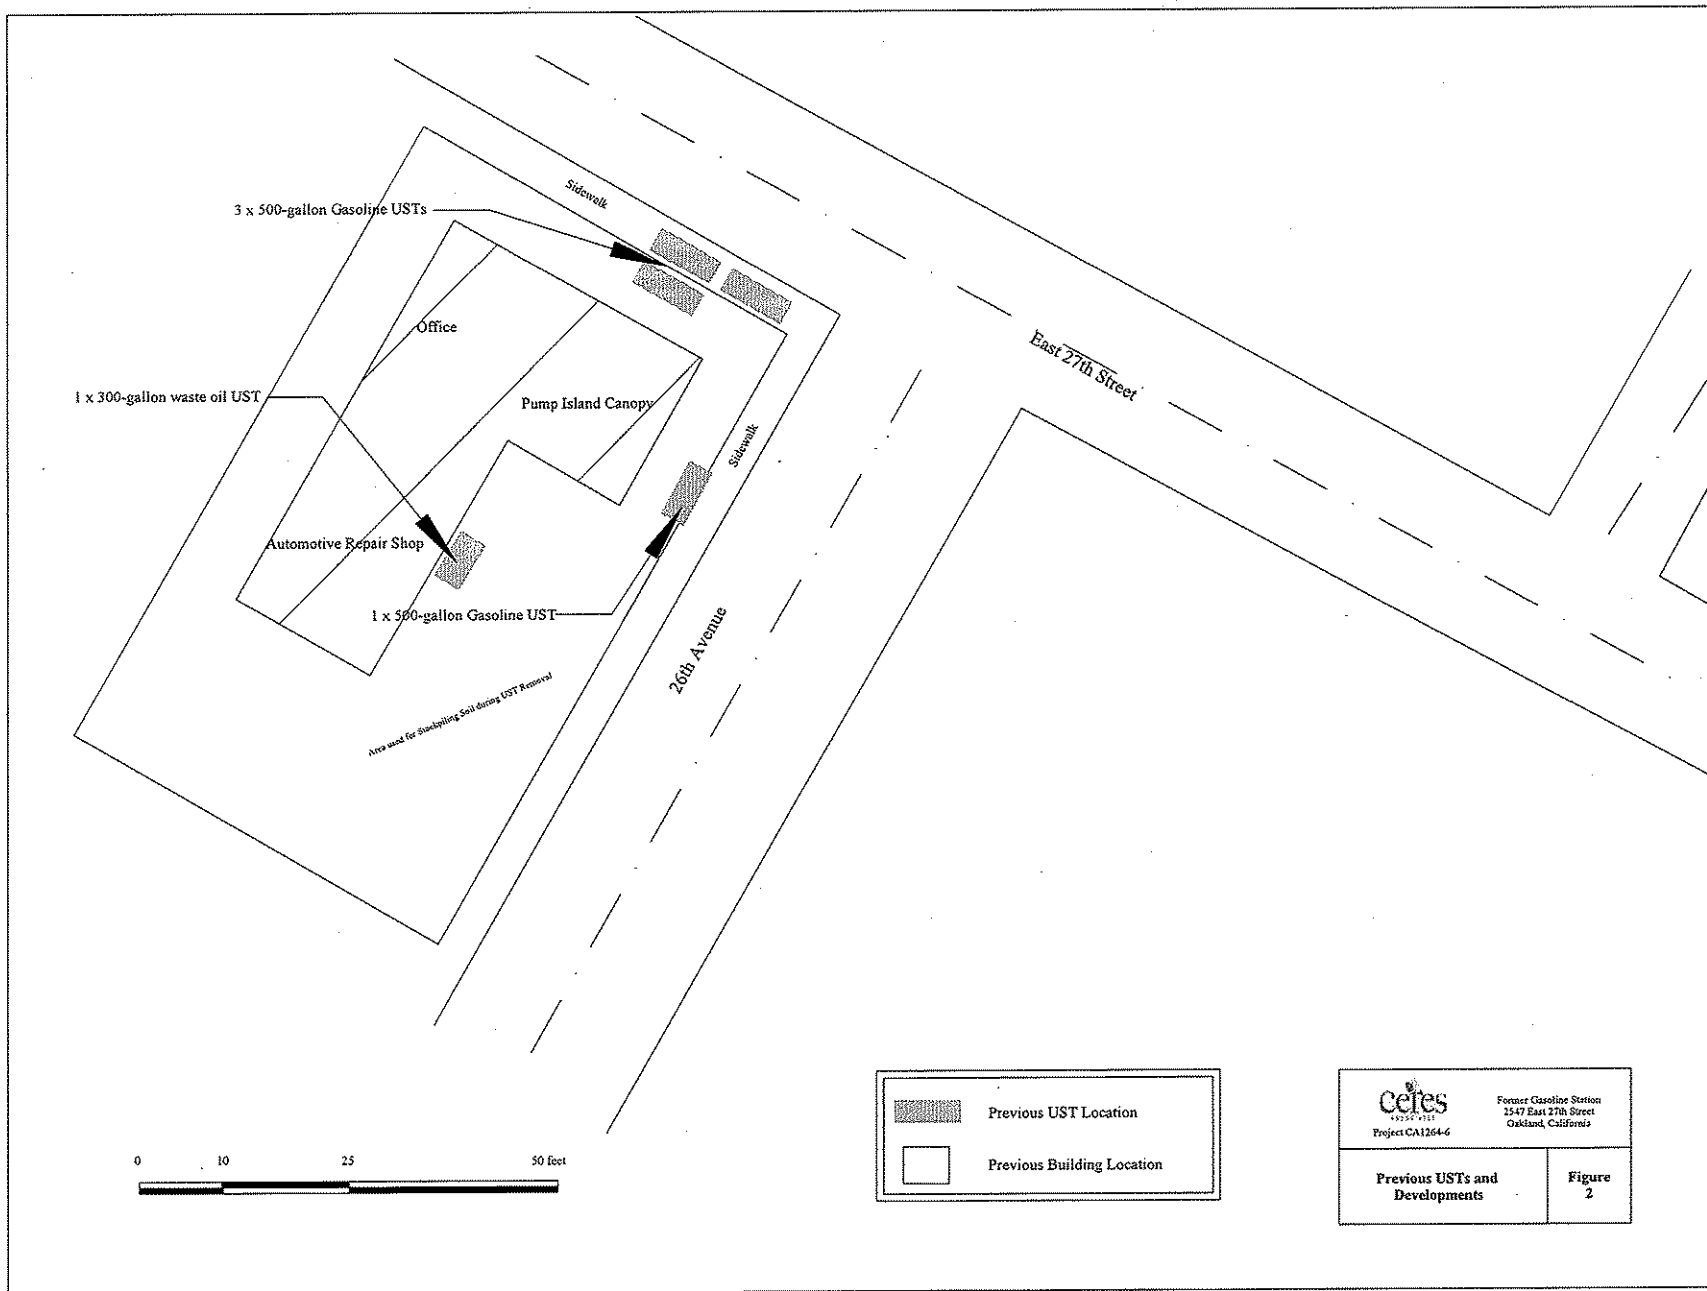 Sidewalk
3 x 500-gallon Gasoline USTs
Office
East 27th Street
1 x 300-gallon waste oil UST
Pump Island Canopy
Sidewalk
Automotive Repair Shop
1 x 500-gallon Gasoline UST
26th Avenue
Area used for Stockpiling Soil during UST Removal
0 10 25 50 feet
Previous UST Location
Previous Building Location
ceres
ASSOCIATES
Project CA1264-6
Former Gasoline Station
2547 East 27th Street
Oakland, California
Previous USTs and
Developments
Figure
2